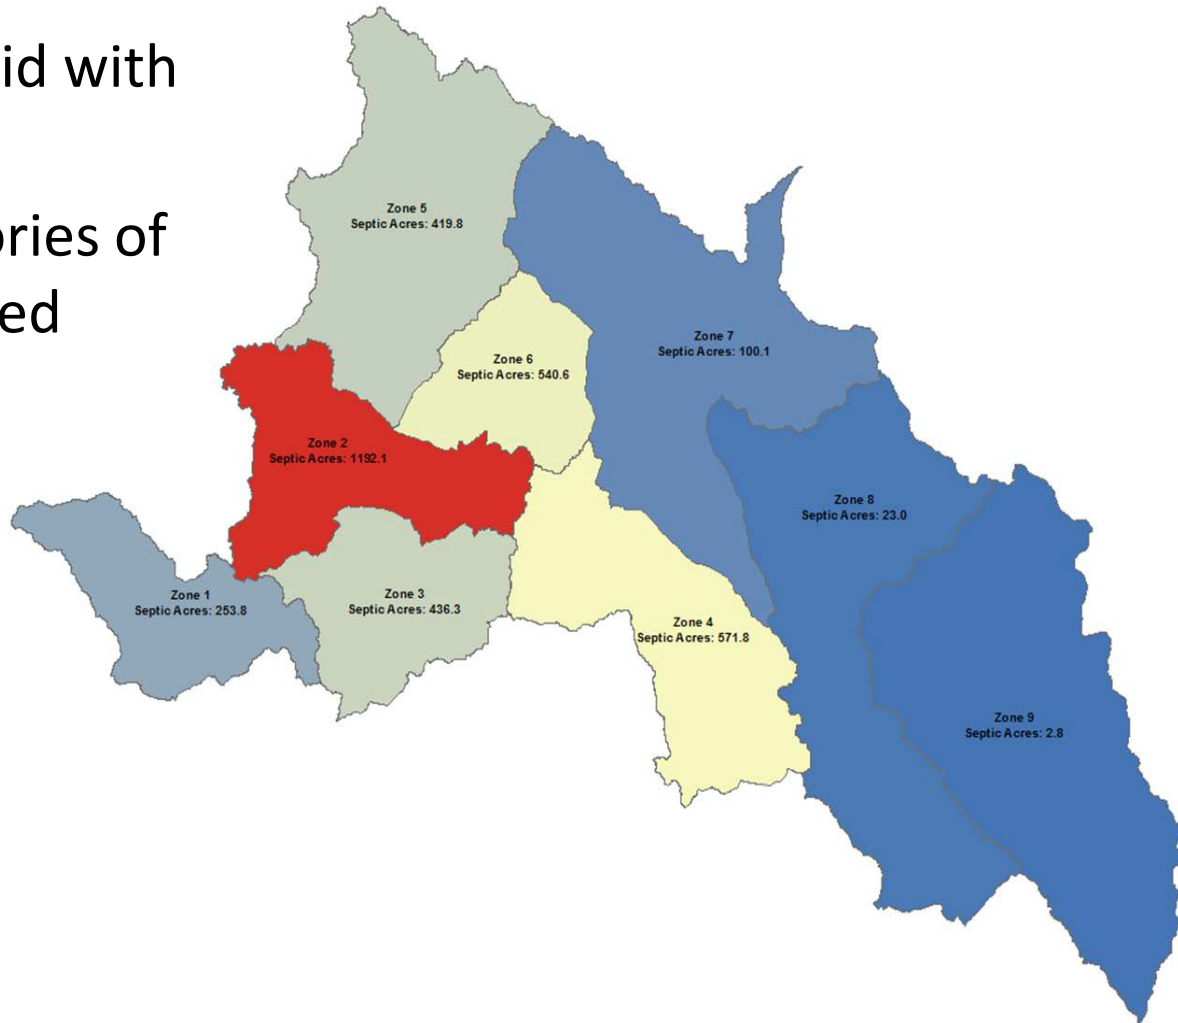 id with
ories of
ed
Zone 5
Septic Acres: 419.8
Zone 7
Septic Acres: 100.1
Zone 6
Septic Acres: 540.6
Zone 2
Septic Acres: 1192.1
Zone 8
Septic Acres: 23.0
Zone 1
Septic Acres: 253.8
Zone 3
Septic Acres: 436.3
Zone 4
Septic Acres: 571.8
Zone 9
Septic Acres: 2.8